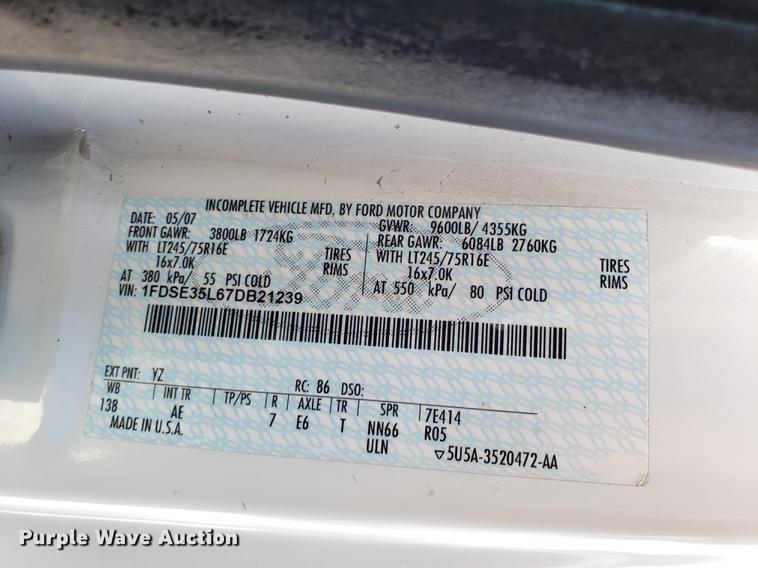 INCOMPLETE VEHICLE MFD. BY FORD MOTOR COMPANY
DATE: 05/07 GVWR: 9600LB/ 4355KG
FRONT GAWR: 3800LB 1724KG REAR GAWR: 6084LB 2760KG
WITH LT245/75R16E TIRES WITH LT245/75R16E TIRES
16x7.0K RIMS 16x7.0K RIMS
AT 380 kPa/ 55 PSI COLD AT 550 kPa/ 80 PSI COLD
VIN: 1FDSE35L67DB21239
EXT PNT: YZ RC: 86 DSO:
WB INT TR TP/PS R AXLE TR SPR 7E414
138 AE 7 E6 T NN66 R05
MADE IN U.S.A. ULN ▽5U5A-3520472-AA
Purple Wave Auction